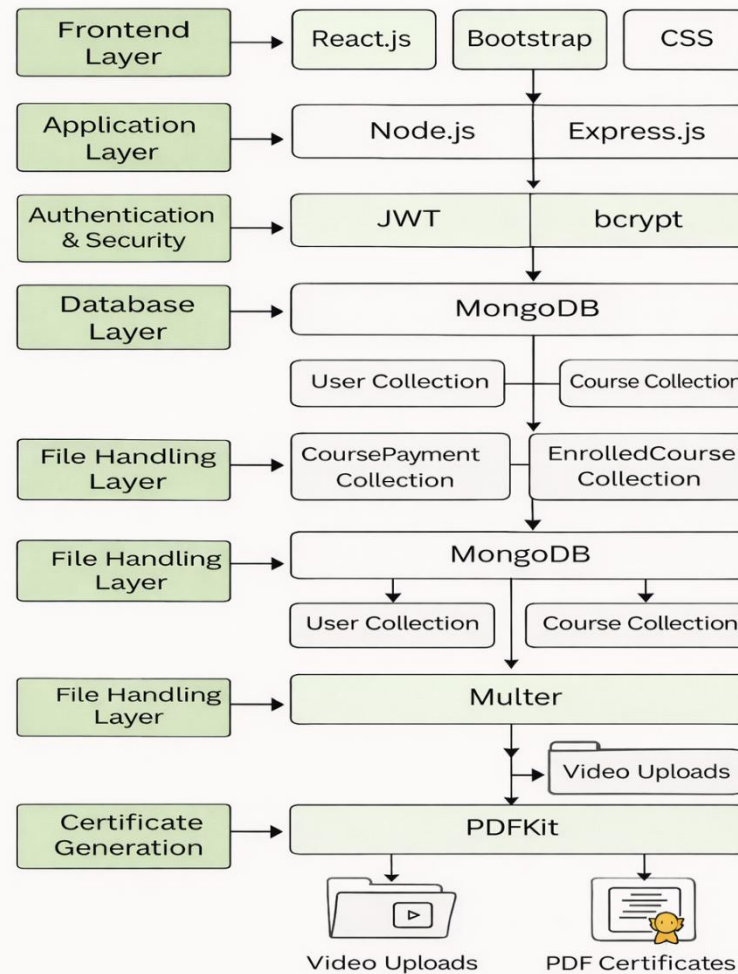 Frontend
Layer
React.js
Bootstrap
CSS
Application
Layer
Node.js
Express.js
Authentication
& Security
JWT
bcrypt
Database
Layer
MongoDB
User Collection
Course Collection
File Handling
Layer
CoursePayment
Collection
EnrolledCourse
Collection
File Handling
Layer
MongoDB
User Collection
Course Collection
File Handling
Layer
Multer
Video Uploads
Certificate
Generation
PDFKit
Video Uploads
PDF Certificates